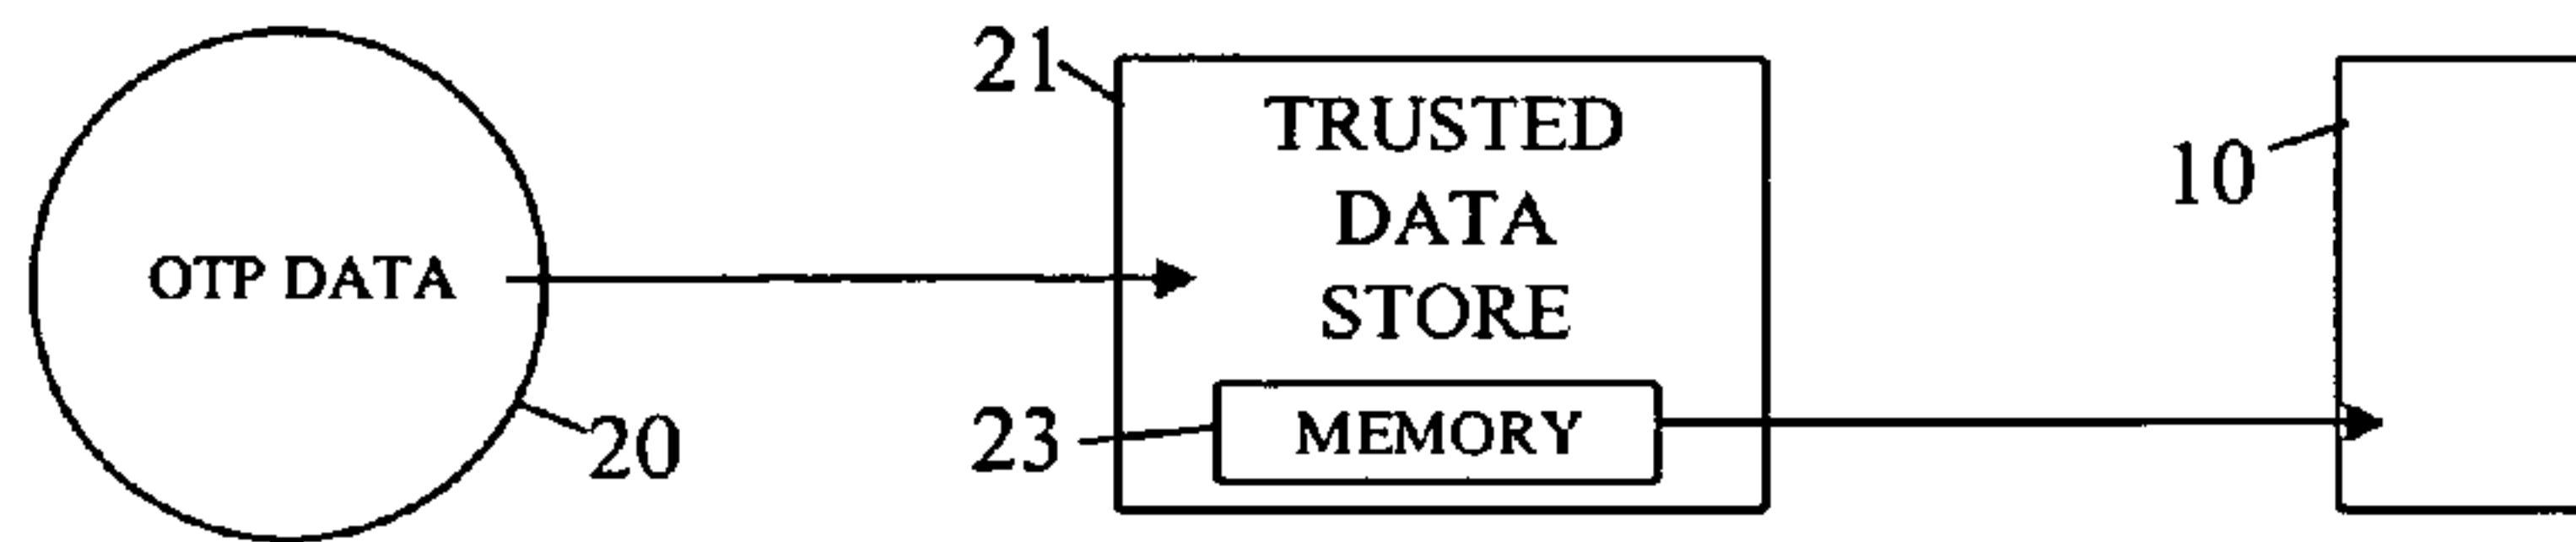 OTP DATA
20
21
TRUSTED
DATA
STORE
23
MEMORY
10